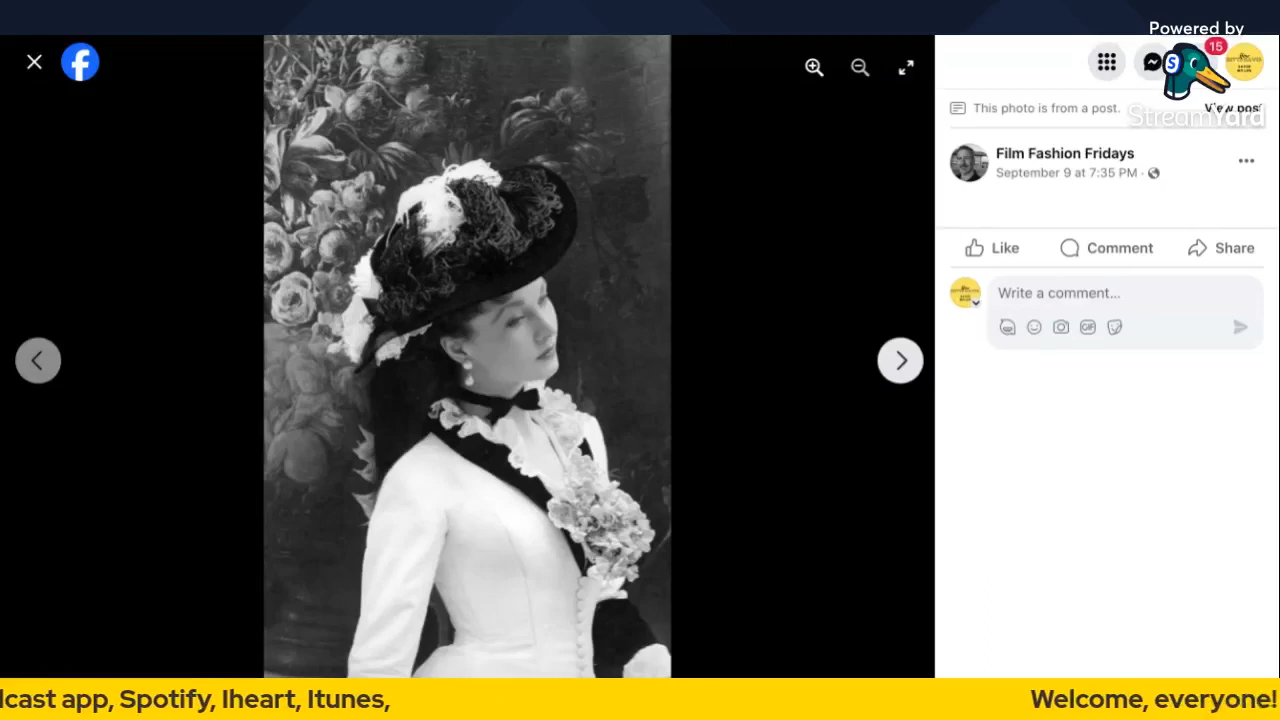 Powered by
15
StreamYard
This photo is from a post.
View post
Film Fashion Fridays
September 9 at 7:35 PM ·
Like
Comment
Share
Write a comment...
GIF
dcast app, Spotify, Iheart, Itunes,
Welcome, everyone!